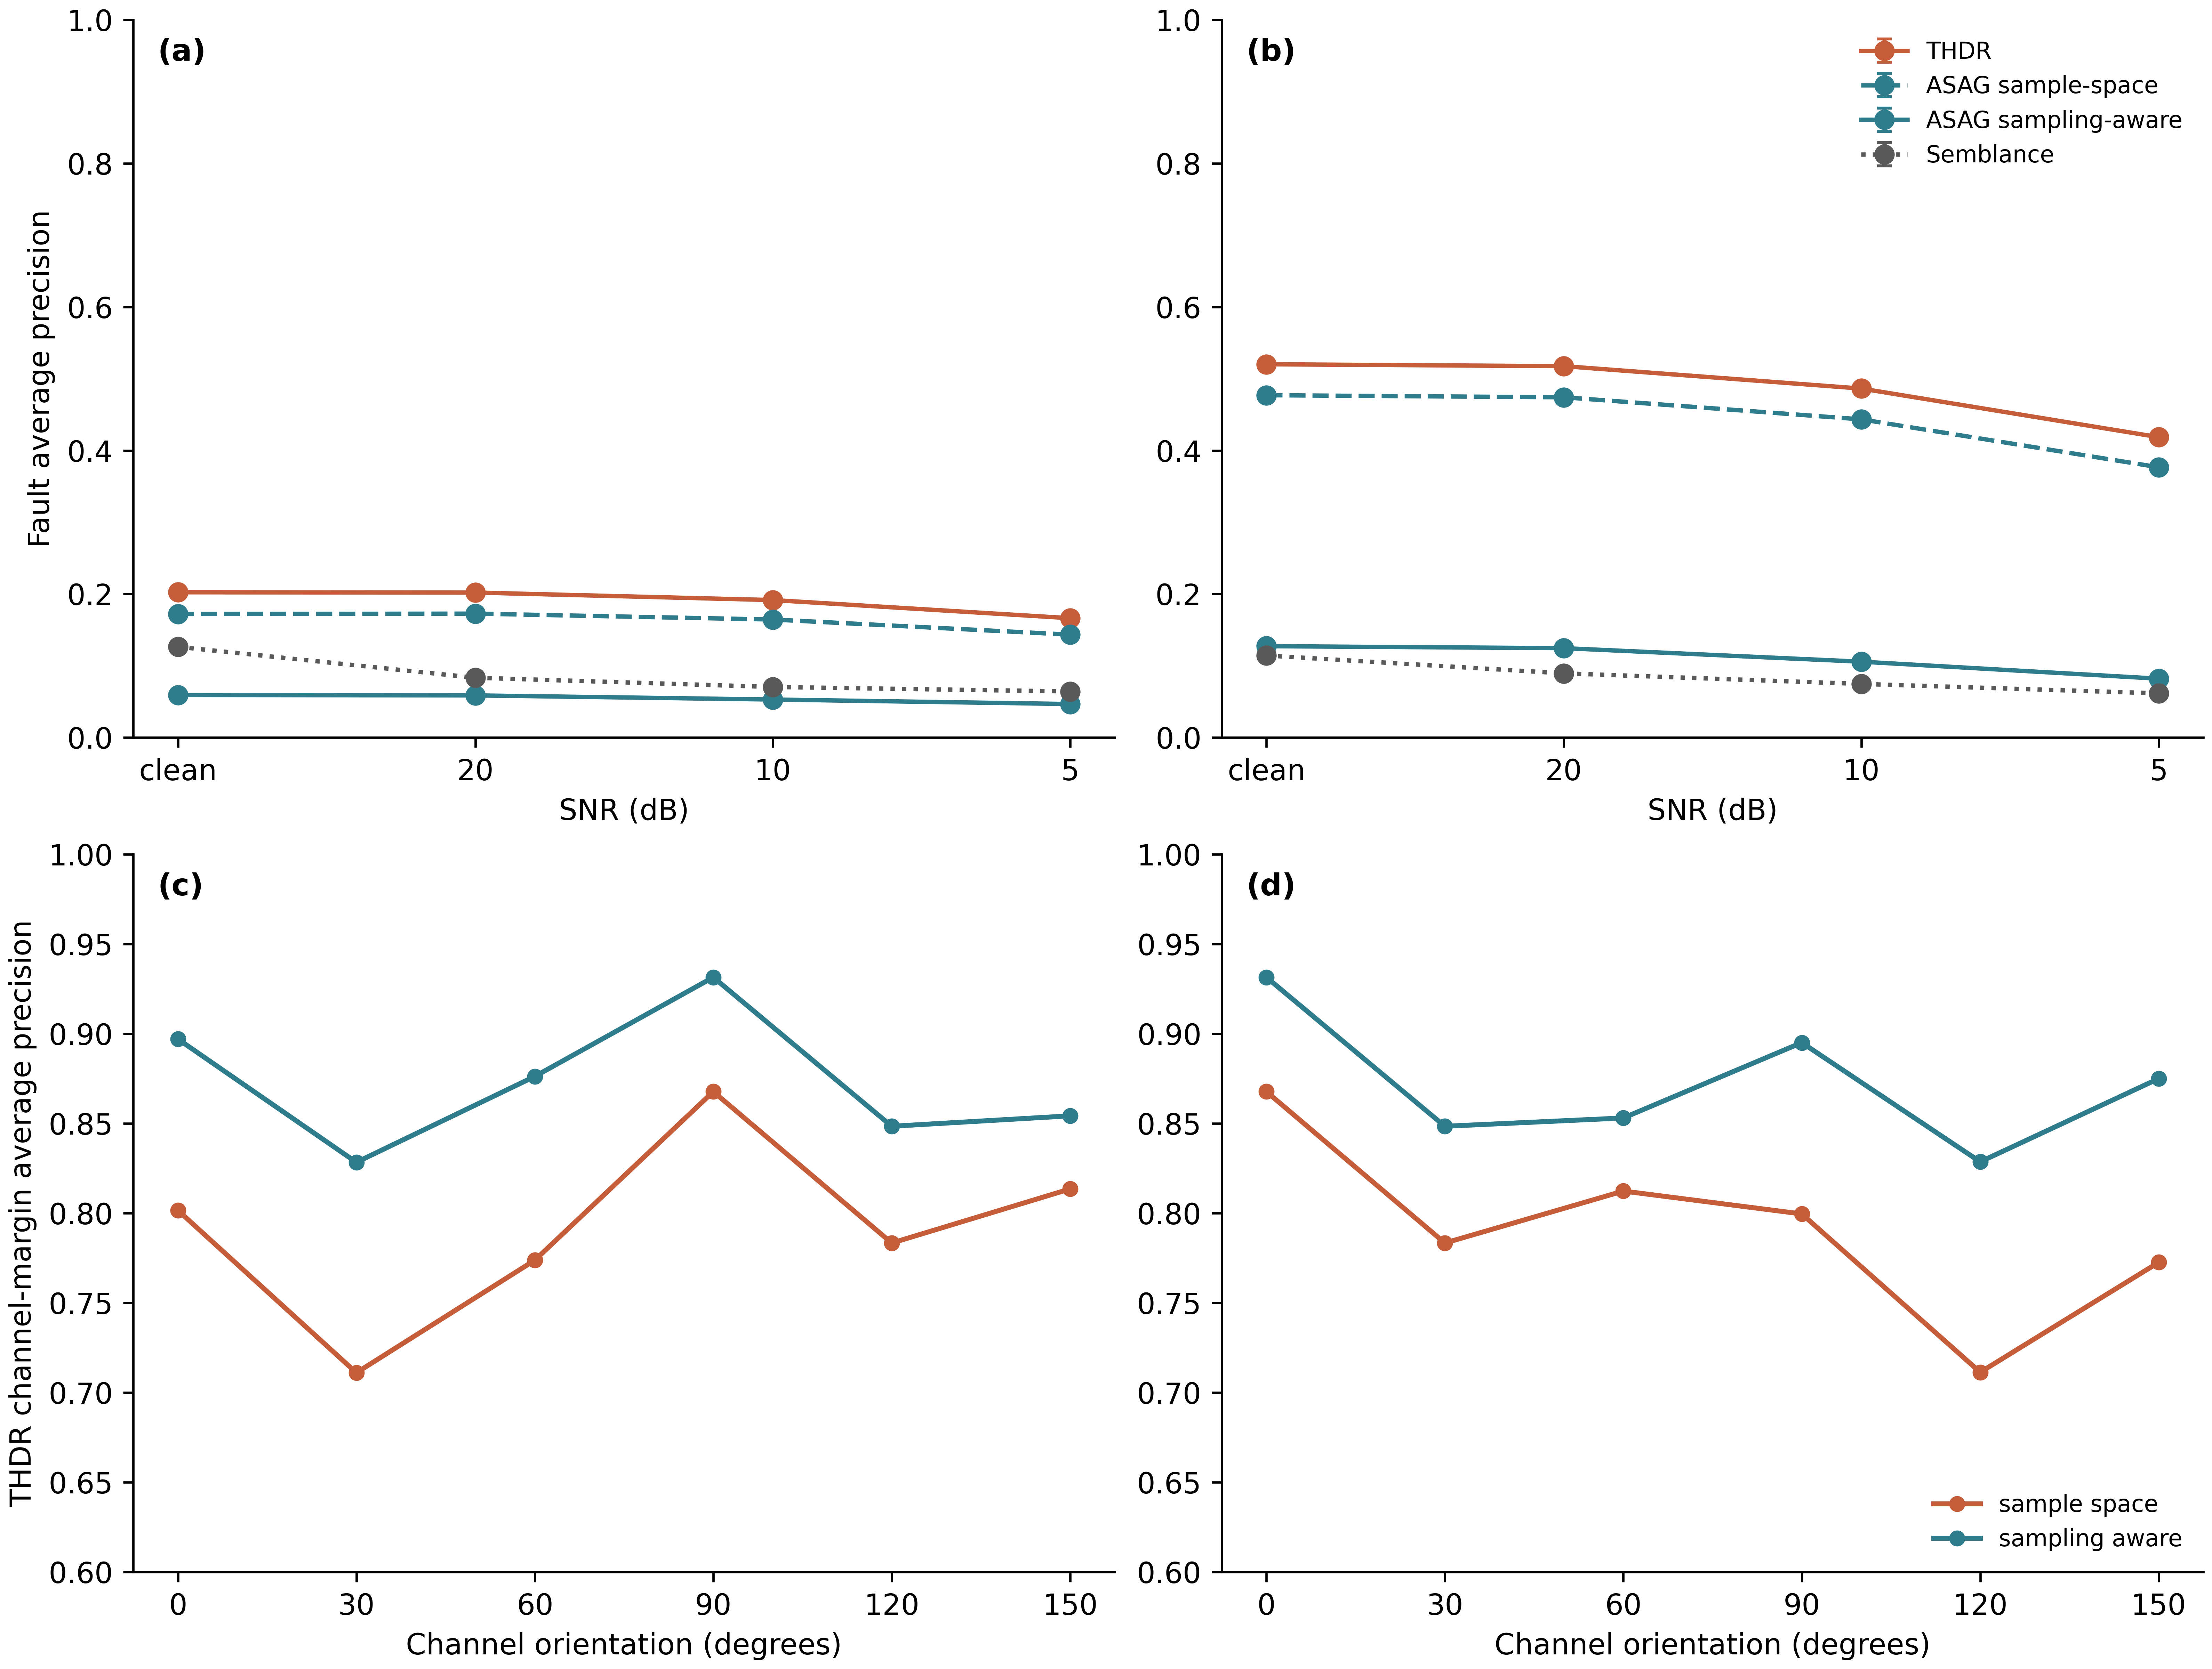 (a)
1.0
0.8
0.6
0.4
0.2
0.0
Fault average precision
clean 20 10 5
SNR (dB)
(b)
THDR
ASAG sample-space
ASAG sampling-aware
Semblance
1.0
0.8
0.6
0.4
0.2
0.0
clean 20 10 5
SNR (dB)
(c)
1.00
0.95
0.90
0.85
0.80
0.75
0.70
0.65
0.60
THDR channel-margin average precision
0 30 60 90 120 150
Channel orientation (degrees)
(d)
1.00
0.95
0.90
0.85
0.80
0.75
0.70
0.65
0.60
sample space
sampling aware
0 30 60 90 120 150
Channel orientation (degrees)